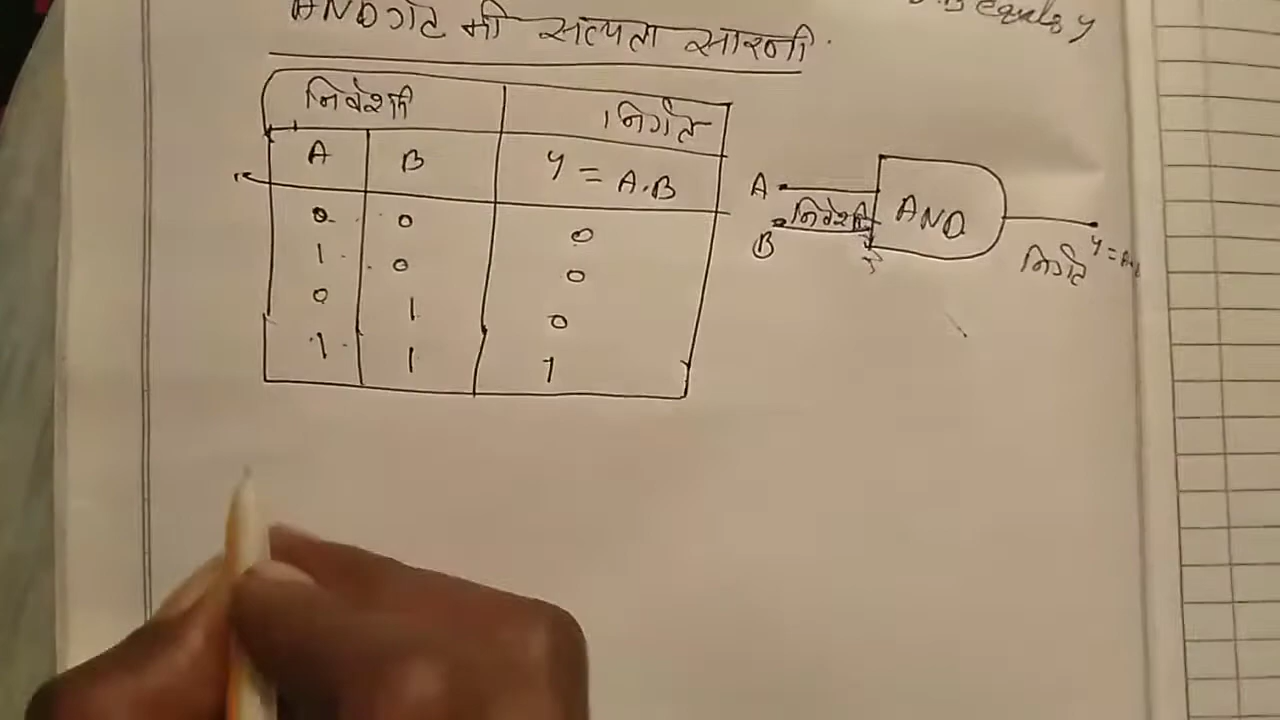 B equals y
AND गेट की सत्यता सारणी
निवेशी निर्गत
A B y = A.B
0 0 0
1 0 0
0 1 0
1 1 1
A
निवेशी
B
AND
y = A.
निर्गत